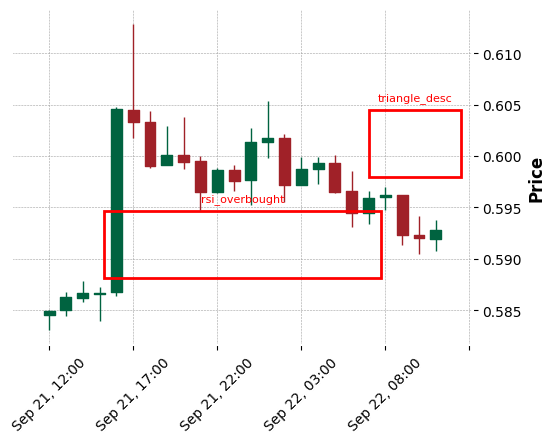 triangle_desc
rsi_overbought
0.610
0.605
0.600
0.595
0.590
0.585
Price
Sep 21, 12:00
Sep 21, 17:00
Sep 21, 22:00
Sep 22, 03:00
Sep 22, 08:00